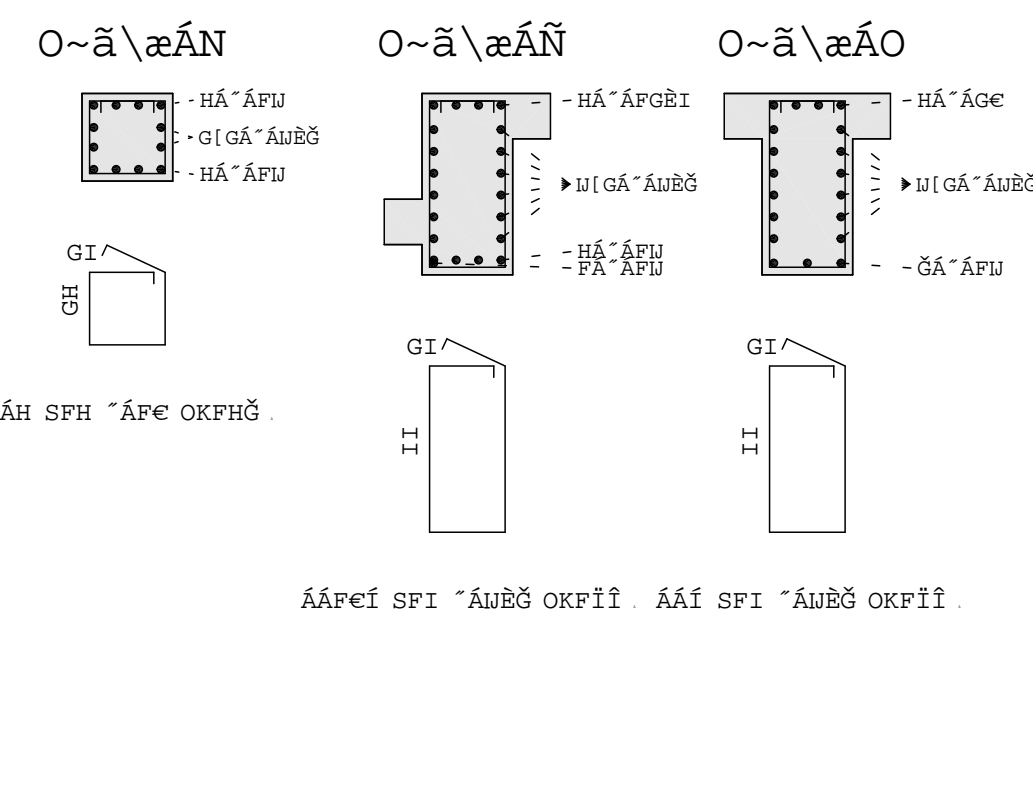 O~ã\æÁN
O~ã\æÁÑ
O~ã\æÁO
-HÁ˝ÁFIJ
G[GÁ˝ÁIJÈĞ
-HÁ˝ÁFIJ
-HÁ˝ÁFGÈI
IJ[GÁ˝ÁIJÈĞ
-HÁ˝ÁFIJ
-FÁ˝ÁFIJ
-HÁ˝ÁG€
IJ[GÁ˝ÁIJÈĞ
-ĞÁ˝ÁFIJ
GI
GH
ÁH SFH ˝ÁF€ OKFHĞ
GI
II
ÁÁF€Í SFI ˝ÁIJÈĞ OKFÏÎ
GI
II
ÁÁÍ SFI ˝ÁIJÈĞ OKFÏÎ